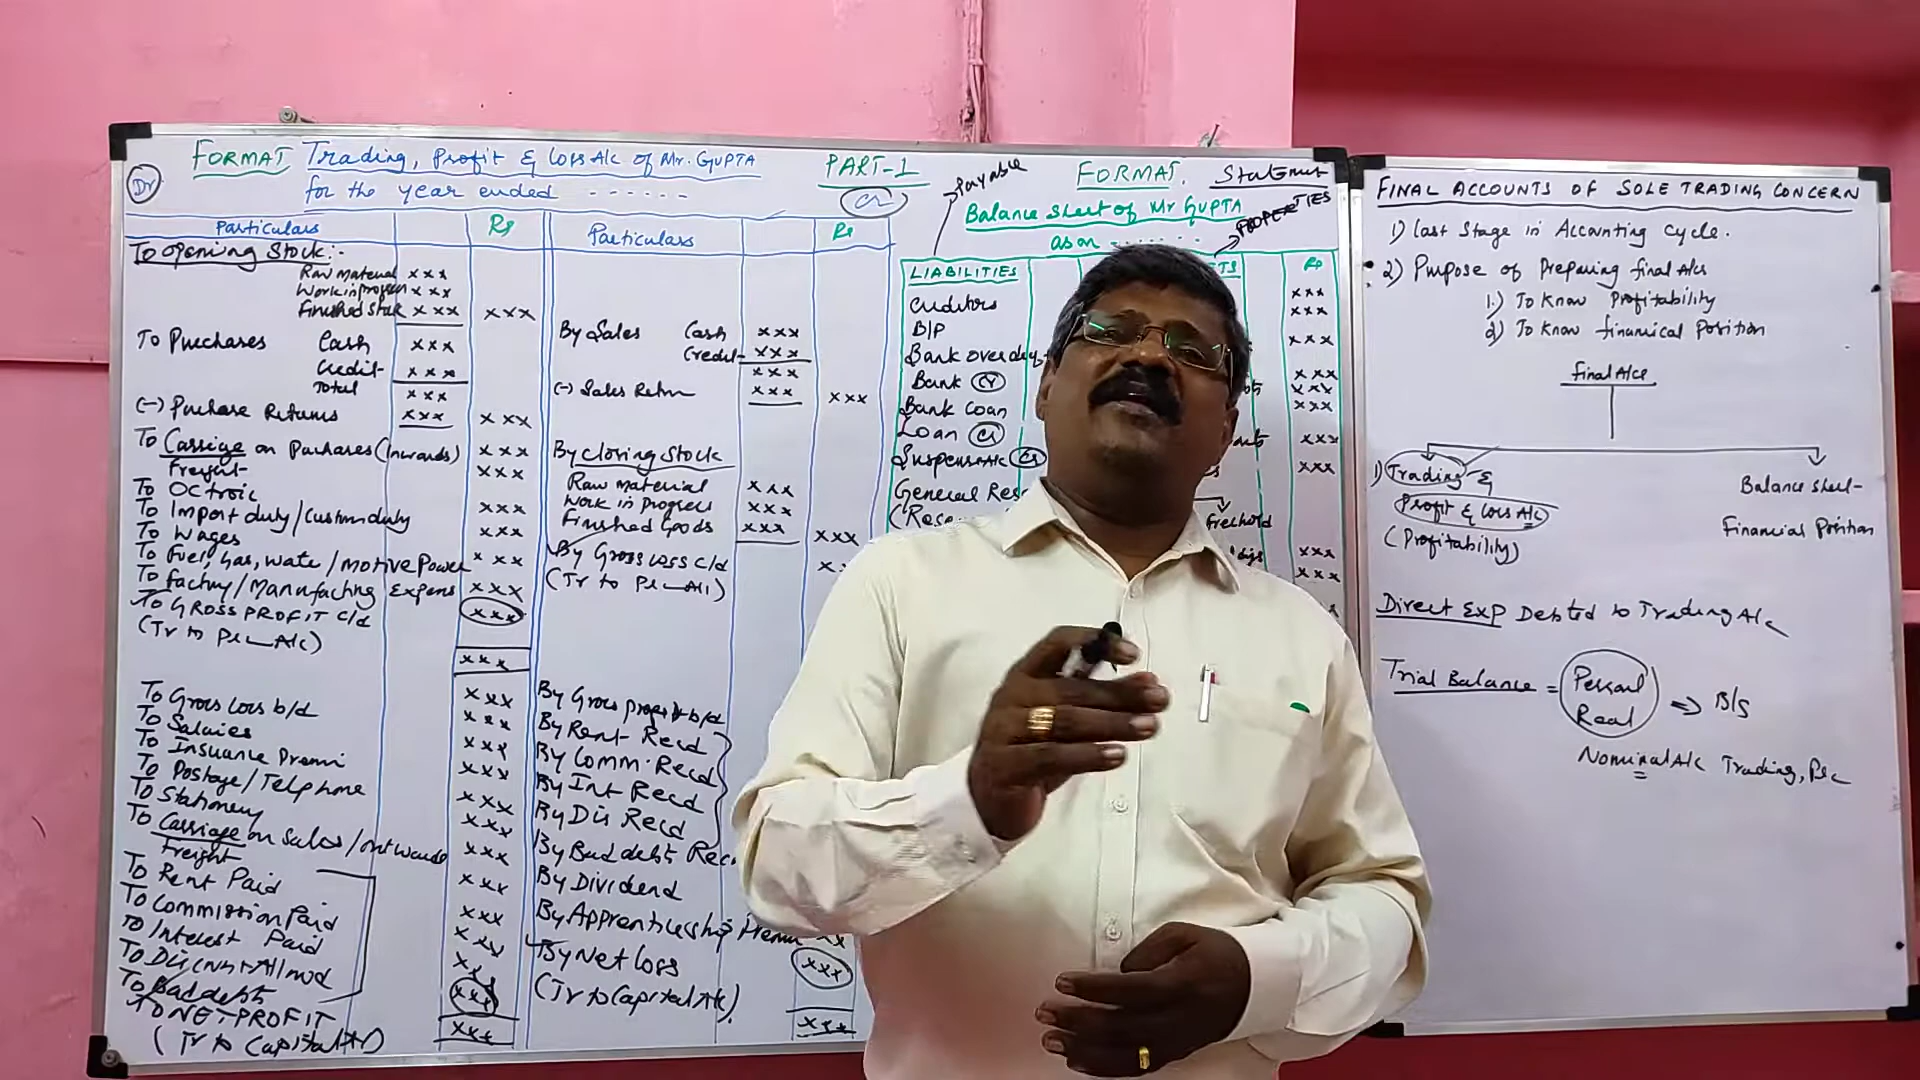 FORMAT Trading, Profit & Loss A/c of Mr. GUPTA
for the year ended - - - - - -
PART-1
Dr
Cr
Particulars Rs Particulars Rs
To Opening Stock:-
Raw material xxx
Work in progress xxx
Finished Stock xxx xxx
To Purchases Cash xxx
Credit xxx
Total xxx
(-) Purchase Returns xxx xxx
To Carriage on Purchases (Inwards) xxx
Freight xxx
To Octroi
To Import duty/Custom duty xxx
To Wages xxx
To Fuel, Gas, Water/motive Power xxx
To Factory/Manufacting Expens xxx
To GROSS PROFIT c/d xxx
(Tr to P&L A/c)
xxx
To Gross Loss b/d xxx
To Salaries xxx
To Insurance Premi xxx
To Postage/Telphone xxx
To Stationery xxx
To Carriage on Sales/outwards xxx
Freight xxx
To Rent Paid xxx
To Commission Paid xxx
To Interest Paid xxx
To Discount Allowed
To Bad debts
To NET PROFIT xxx
(Tr to Capital A/c) xxx
By Sales Cash xxx
Credit xxx
xxx
(-) Sales Return xxx xxx
By Closing Stock
Raw material xxx
Work in Progress xxx
Finished Goods xxx xxx
By Gross Loss c/d
(Tr to P&L A/c)
By Gross profit b/d
By Rent Recd
By Comm. Recd
By Int Recd
By Dis Recd
By Bad debts Rec
By Dividend
By Apprenticeship Premi
By Net loss xxx
(Tr to Capital A/c)
xxx
FORMAT. Statement
Payable
Balance Sheet of Mr GUPTA
PROPERTIES
as on - - - - - -
LIABILITIES Rs
Creditors xxx
B/P xxx
Bank over xxx
Bank Cr xxx
xxx
Bank Loan xxx
Loan Cr xxx
Suspense A/c Cr xxx
General Res
(Rese
freehold
xxx
xxx
FINAL ACCOUNTS OF SOLE TRADING CONCERN
1) Last Stage in Accounting Cycle.
2) Purpose of Preparing final A/cs
1.) To Know Profitability
2) To Know financical Position
final A/cs
1) Trading &
Profit & Loss A/c
(Profitability)
Balance Sheet
Financial Position
Direct Exp Debited to Trading A/c
Trial Balance = Personal
Real => B/S
Nominal A/c Trading, P&L